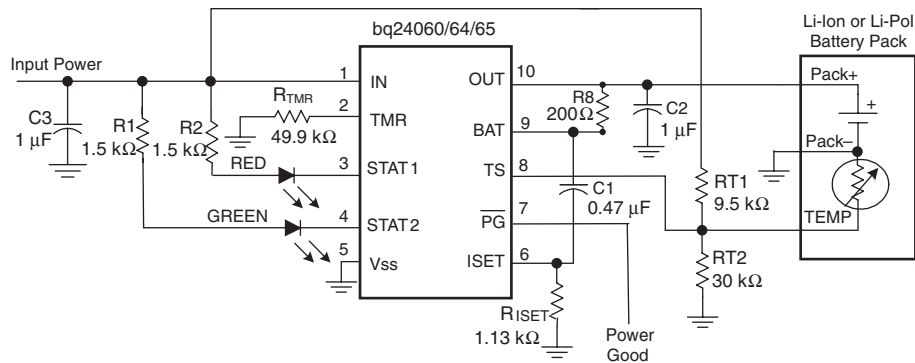 bq24060/64/65
Li-Ion or Li-Pol
Battery Pack
Input Power
1
IN
OUT
10
Pack+
C3
1 μF
R1
1.5 kΩ
R2
1.5 kΩ
RTMR
49.9 kΩ
2
TMR
R8
200Ω
C2
1 μF
+
BAT
9
Pack–
RED
3
STAT1
TS
8
C1
0.47 μF
RT1
9.5 kΩ
TEMP
GREEN
4
STAT2
PG
7
5
Vss
ISET
6
RT2
30 kΩ
RISET
1.13 kΩ
Power
Good